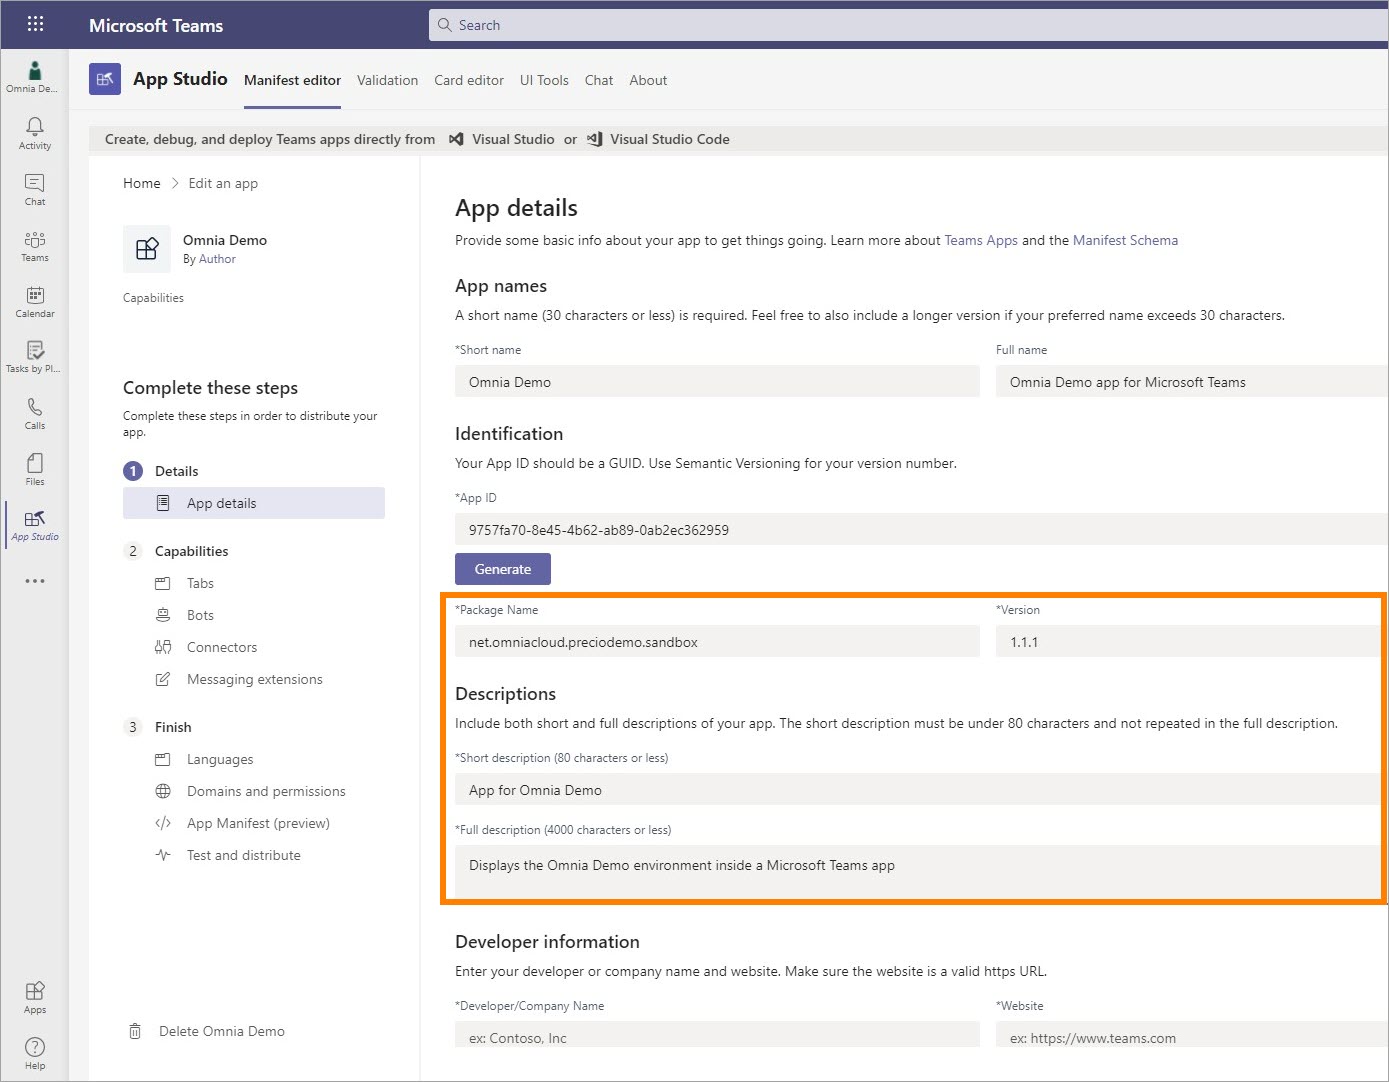 Microsoft Teams
Search
Omnia De...
Activity
Chat
Teams
Calendar
Tasks by Pl...
Calls
Files
App Studio
Apps
Help
App Studio
Manifest editor
Validation
Card editor
UI Tools
Chat
About
Create, debug, and deploy Teams apps directly from Visual Studio or Visual Studio Code
Home > Edit an app
Omnia Demo
By Author
Capabilities
Complete these steps
Complete these steps in order to distribute your
app.
1 Details
App details
2 Capabilities
Tabs
Bots
Connectors
Messaging extensions
3 Finish
Languages
Domains and permissions
App Manifest (preview)
Test and distribute
Delete Omnia Demo
App details
Provide some basic info about your app to get things going. Learn more about Teams Apps and the Manifest Schema
App names
A short name (30 characters or less) is required. Feel free to also include a longer version if your preferred name exceeds 30 characters.
*Short name
Omnia Demo
Full name
Omnia Demo app for Microsoft Teams
Identification
Your App ID should be a GUID. Use Semantic Versioning for your version number.
*App ID
9757fa70-8e45-4b62-ab89-0ab2ec362959
Generate
*Package Name
net.omniacloud.preciodemo.sandbox
*Version
1.1.1
Descriptions
Include both short and full descriptions of your app. The short description must be under 80 characters and not repeated in the full description.
*Short description (80 characters or less)
App for Omnia Demo
*Full description (4000 characters or less)
Displays the Omnia Demo environment inside a Microsoft Teams app
Developer information
Enter your developer or company name and website. Make sure the website is a valid https URL.
*Developer/Company Name
ex: Contoso, Inc
*Website
ex: https://www.teams.com